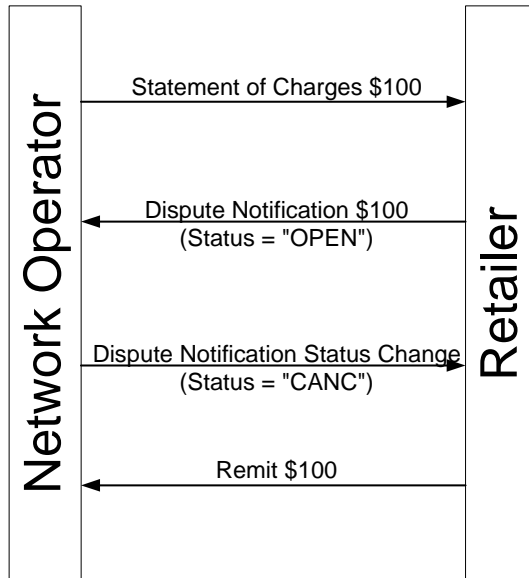 Network Operator
Retailer
Statement of Charges $100
Dispute Notification $100
(Status = "OPEN")
Dispute Notification Status Change
(Status = "CANC")
Remit $100